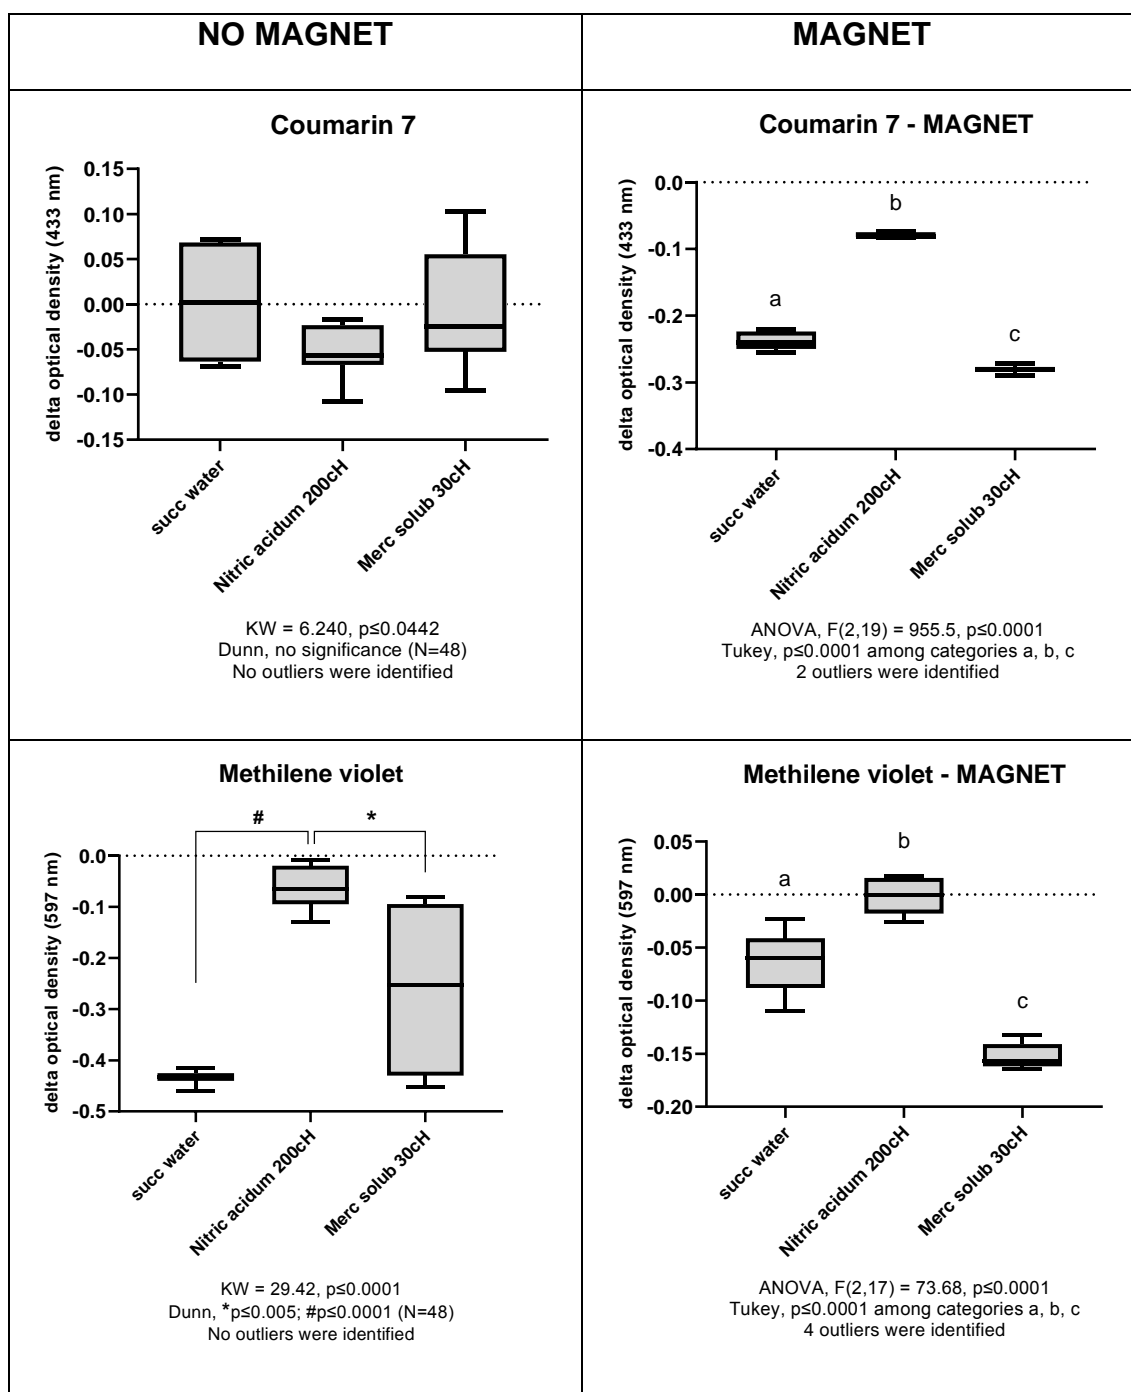 NO MAGNET
MAGNET
Coumarin 7
delta optical density (433 nm)
0.15
0.10
0.05
0.00
-0.05
-0.10
-0.15
succ water
Nitric acidum 200cH
Merc solub 30cH
KW = 6.240, p≤0.0442
Dunn, no significance (N=48)
No outliers were identified
Coumarin 7 - MAGNET
delta optical density (433 nm)
0.0
-0.1
-0.2
-0.3
-0.4
a
b
c
succ water
Nitric acidum 200cH
Merc solub 30cH
ANOVA, F(2,19) = 955.5, p≤0.0001
Tukey, p≤0.0001 among categories a, b, c
2 outliers were identified
Methilene violet
# *
delta optical density (597 nm)
0.0
-0.1
-0.2
-0.3
-0.4
-0.5
succ water
Nitric acidum 200cH
Merc solub 30cH
KW = 29.42, p≤0.0001
Dunn, *p≤0.005; #p≤0.0001 (N=48)
No outliers were identified
Methilene violet - MAGNET
delta optical density (597 nm)
0.05
0.00
-0.05
-0.10
-0.15
-0.20
a
b
c
succ water
Nitric acidum 200cH
Merc solub 30cH
ANOVA, F(2,17) = 73.68, p≤0.0001
Tukey, p≤0.0001 among categories a, b, c
4 outliers were identified